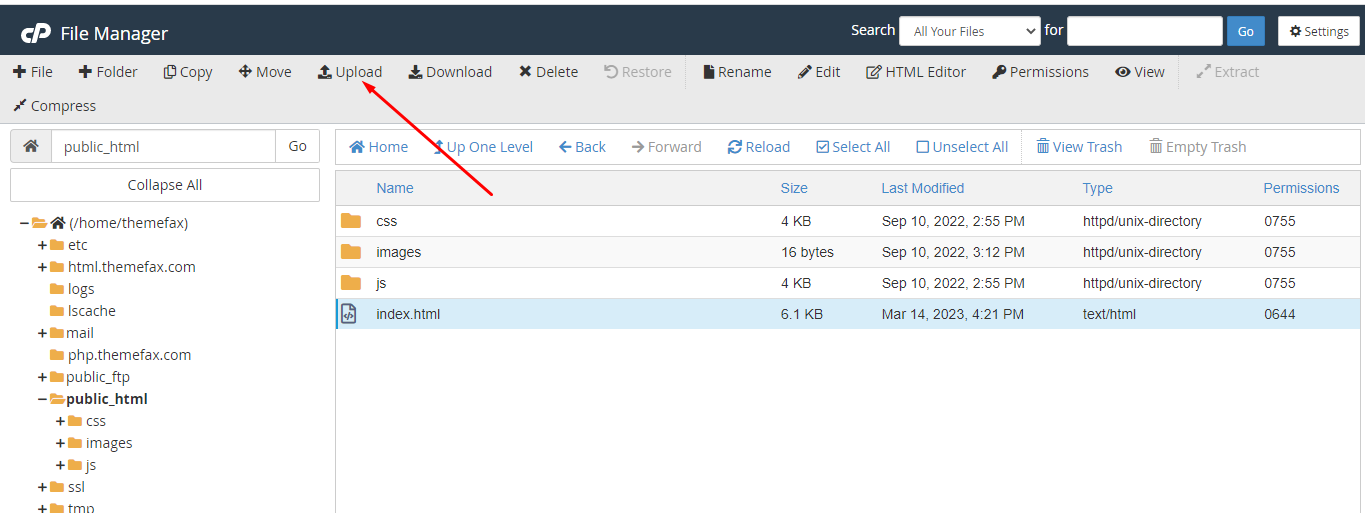 cP File Manager Search All Your Files for Go Settings
File Folder Copy Move Upload Download Delete Restore Rename Edit HTML Editor Permissions View Extract
Compress
public_html Go
Collapse All
(/home/themefax)
etc
html.themefax.com
logs
lscache
mail
php.themefax.com
public_ftp
public_html
css
images
js
ssl
tmp
Home Up One Level Back Forward Reload Select All Unselect All View Trash Empty Trash
Name Size Last Modified Type Permissions
css 4 KB Sep 10, 2022, 2:55 PM httpd/unix-directory 0755
images 16 bytes Sep 10, 2022, 3:12 PM httpd/unix-directory 0755
js 4 KB Sep 10, 2022, 2:55 PM httpd/unix-directory 0755
index.html 6.1 KB Mar 14, 2023, 4:21 PM text/html 0644